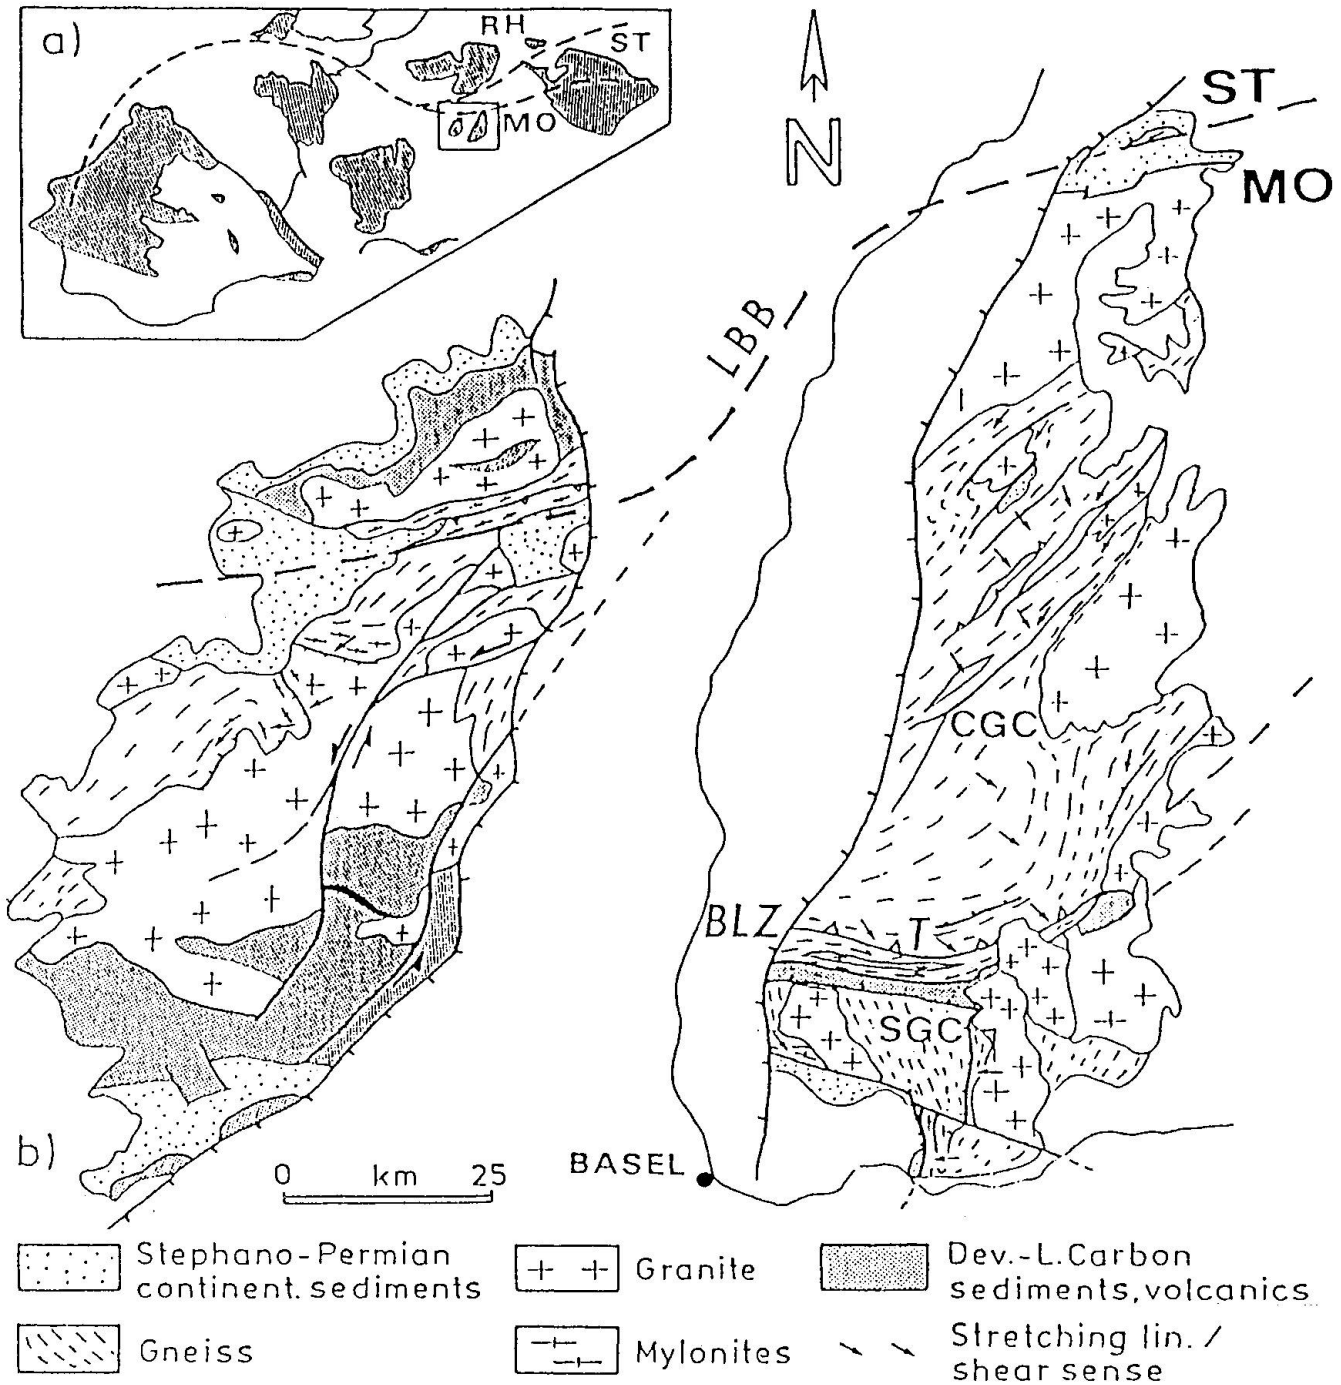 a)
RH
ST
MO
N
ST
MO
LBB
CGC
BLZ
T
SGC
b)
0 km 25
BASEL
Stephano-Permian
continent. sediments
Granite
Dev.-L.Carbon
sediments, volcanics
Gneiss
Mylonites
Stretching lin. /
shear sense